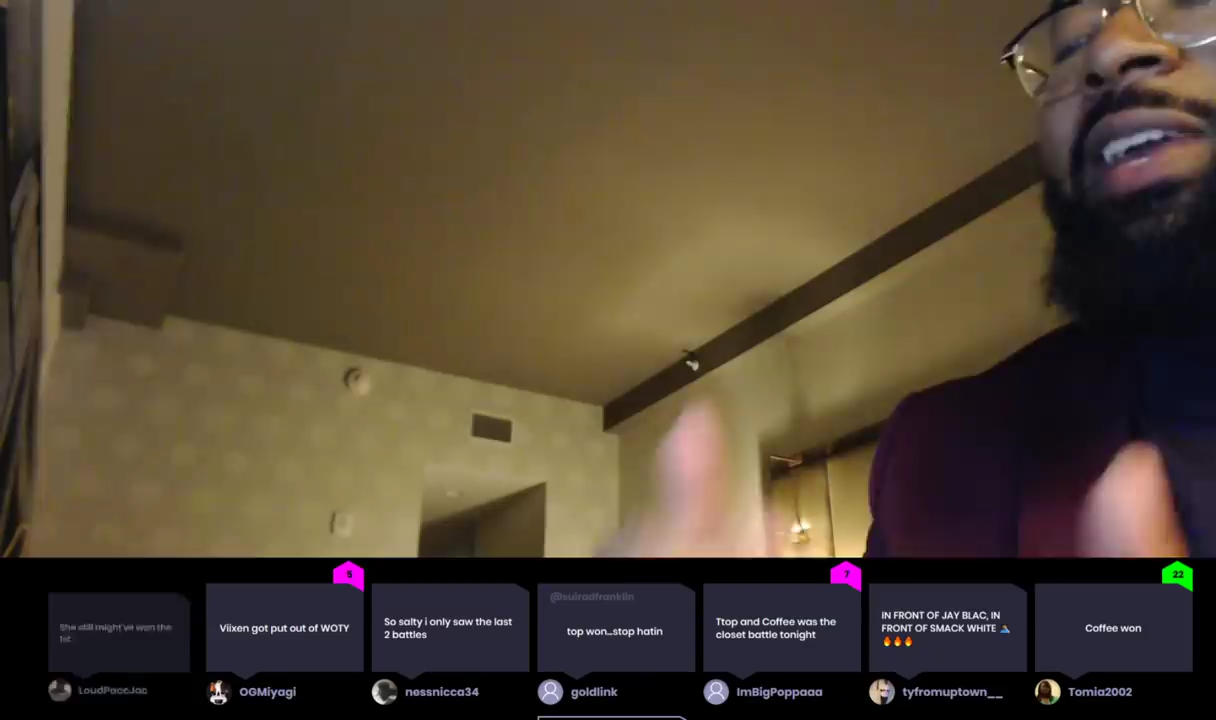 She still might've won the
1st
LoudPaccJac
5
Viixen got put out of WOTY
OGMiyagi
So salty i only saw the last
2 battles
nessnicca34
@suiradfranklin
top won...stop hatin
goldlink
7
Ttop and Coffee was the
closet battle tonight
ImBigPoppaaa
IN FRONT OF JAY BLAC, IN
FRONT OF SMACK WHITE 🤦🏽‍♂️
🔥🔥🔥
tyfromuptown__
22
Coffee won
Tomia2002